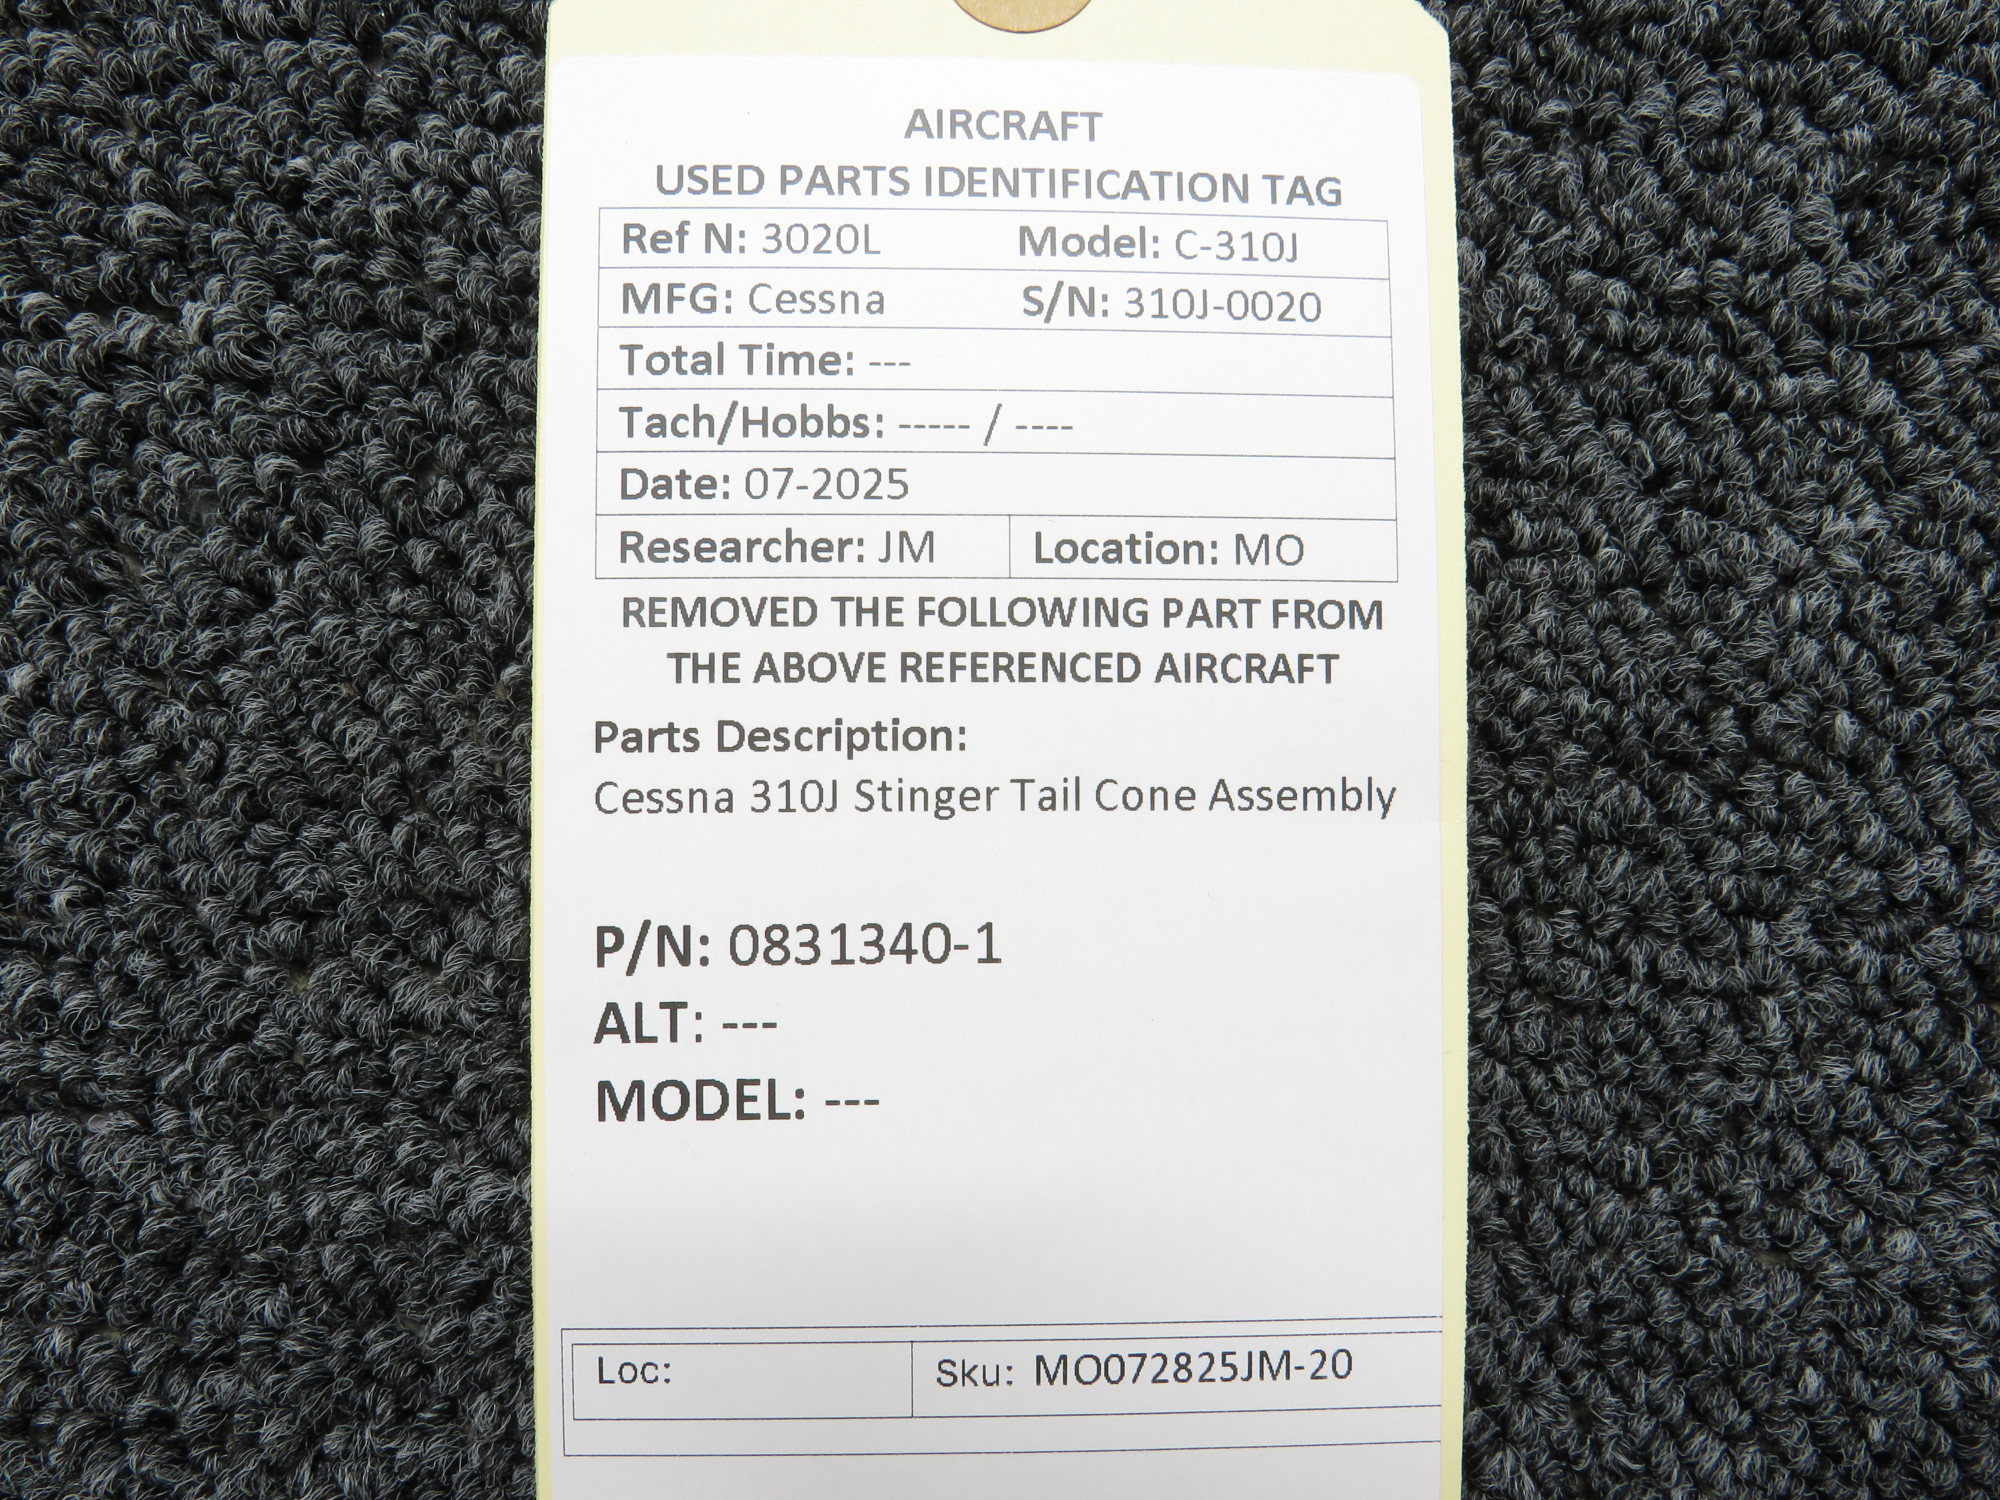 AIRCRAFT
USED PARTS IDENTIFICATION TAG
Ref N: 3020L Model: C-310J
MFG: Cessna S/N: 310J-0020
Total Time: ---
Tach/Hobbs: ----- / ----
Date: 07-2025
Researcher: JM Location: MO
REMOVED THE FOLLOWING PART FROM
THE ABOVE REFERENCED AIRCRAFT
Parts Description:
Cessna 310J Stinger Tail Cone Assembly
P/N: 0831340-1
ALT: ---
MODEL: ---
Loc: Sku: MO072825JM-20